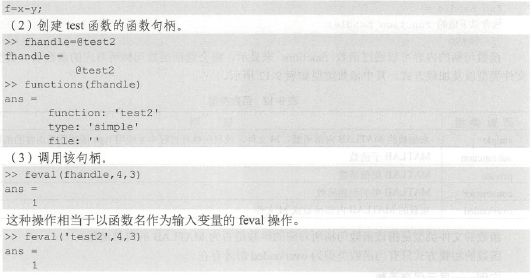 f=x-y;
（2）创建 test 函数的函数句柄。
>> fhandle=@test2
fhandle =
@test2
>> functions(fhandle)
ans =
function: 'test2'
type: 'simple'
file: ''
（3）调用该句柄。
>> feval(fhandle,4,3)
ans =
1
这种操作相当于以函数名作为输入变量的 feval 操作。
>> feval('test2',4,3)
ans =
1